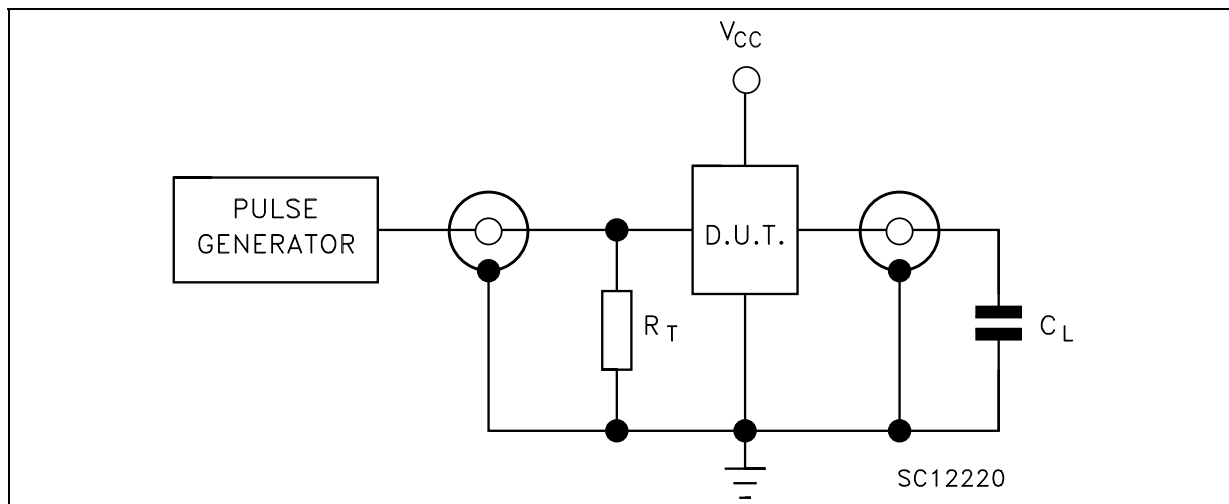 VCC
PULSE
GENERATOR
D.U.T.
RT
CL
SC12220